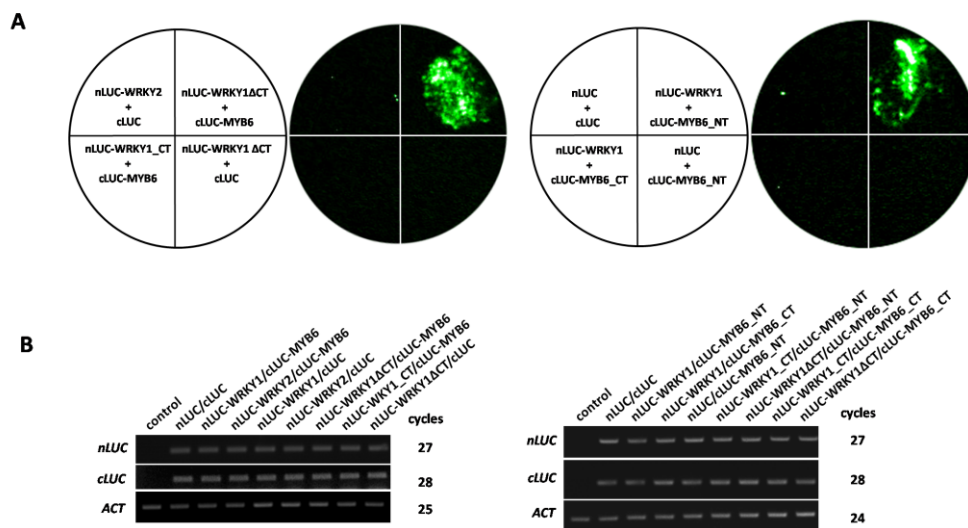 A
nLUC-WRKY2
+
cLUC
nLUC-WRKY1ΔCT
+
cLUC-MYB6
nLUC-WRKY1_CT
+
cLUC-MYB6
nLUC-WRKY1 ΔCT
+
cLUC
nLUC
+
cLUC
nLUC-WRKY1
+
cLUC-MYB6_NT
nLUC-WRKY1
+
cLUC-MYB6_CT
nLUC
+
cLUC-MYB6_NT
B
control
nLUC/cLUC
nLUC-WRKY1/cLUC-MYB6
nLUC-WRKY2/cLUC-MYB6
nLUC-WRKY1/cLUC
nLUC-WRKY2/cLUC
nLUC-WRKY1ΔCT/cLUC-MYB6
nLUC-WKY1_CT/cLUC-MYB6
nLUC-WRKY1ΔCT/cLUC
cycles
nLUC
27
cLUC
28
ACT
25
control
nLUC/cLUC
nLUC-WRKY1/cLUC-MYB6_NT
nLUC-WRKY1/cLUC-MYB6_CT
nLUC/cLUC-MYB6_NT
nLUC-WRKY1_CT/cLUC-MYB6_NT
nLUC-WRKY1ΔCT/cLUC-MYB6_NT
nLUC-WRKY1_CT/cLUC-MYB6_CT
nLUC-WRKY1ΔCT/cLUC-MYB6_CT
cycles
nLUC
27
cLUC
28
ACT
24